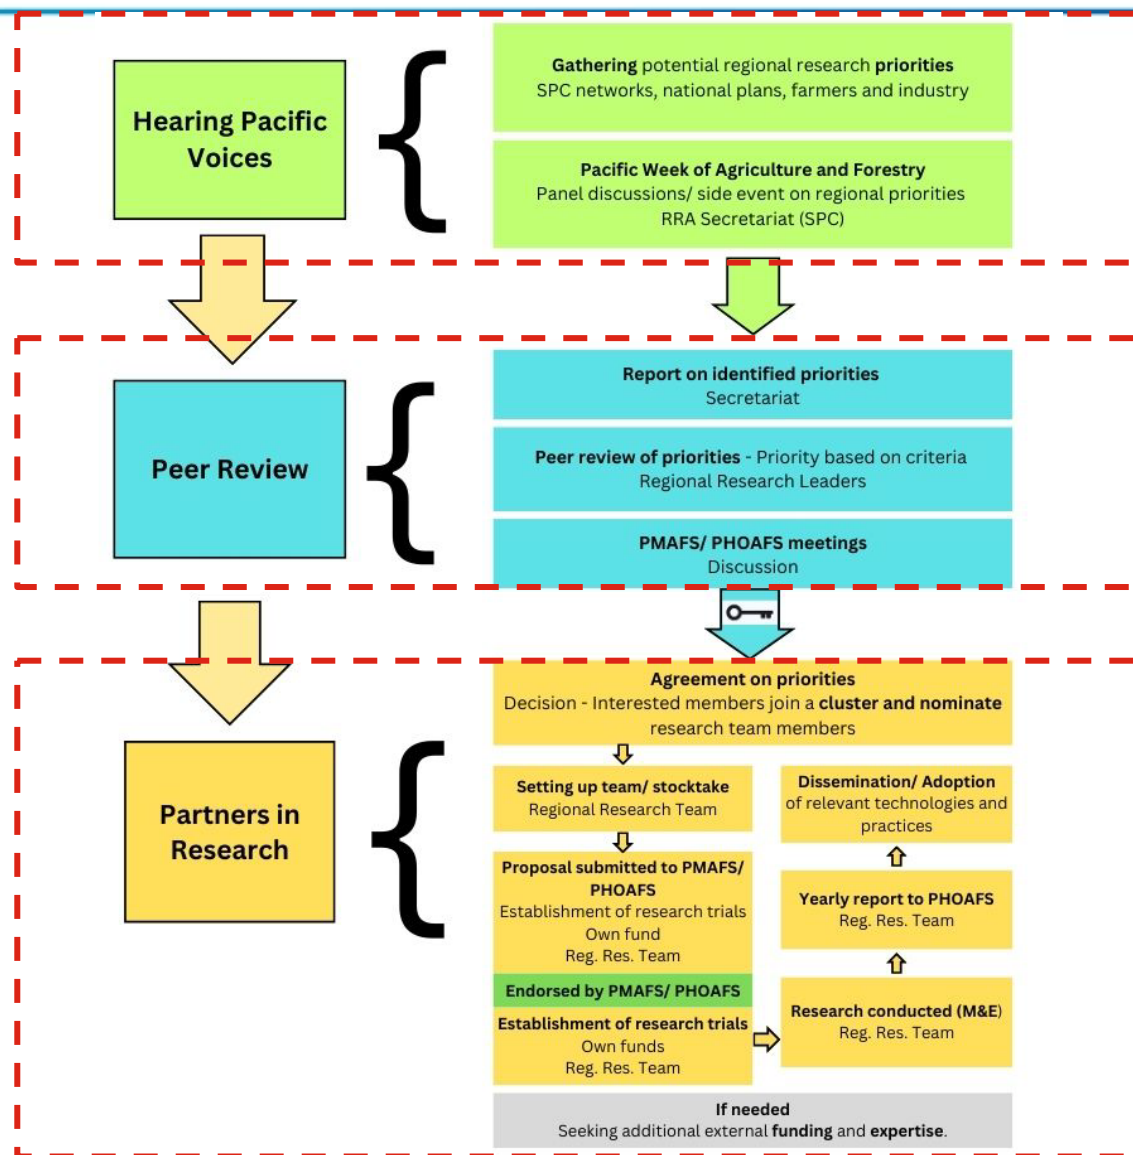 Hearing Pacific
Voices
Gathering potential regional research priorities
SPC networks, national plans, farmers and industry
Pacific Week of Agriculture and Forestry
Panel discussions/ side event on regional priorities
RRA Secretariat (SPC)
Peer Review
Report on identified priorities
Secretariat
Peer review of priorities - Priority based on criteria
Regional Research Leaders
PMAFS/ PHOAFS meetings
Discussion
Partners in
Research
Agreement on priorities
Decision - Interested members join a cluster and nominate
research team members
Setting up team/ stocktake
Regional Research Team
Proposal submitted to PMAFS/
PHOAFS
Establishment of research trials
Own fund
Reg. Res. Team
Endorsed by PMAFS/ PHOAFS
Establishment of research trials
Own funds
Reg. Res. Team
Research conducted (M&E)
Reg. Res. Team
Yearly report to PHOAFS
Reg. Res. Team
Dissemination/ Adoption
of relevant technologies and
practices
If needed
Seeking additional external funding and expertise.